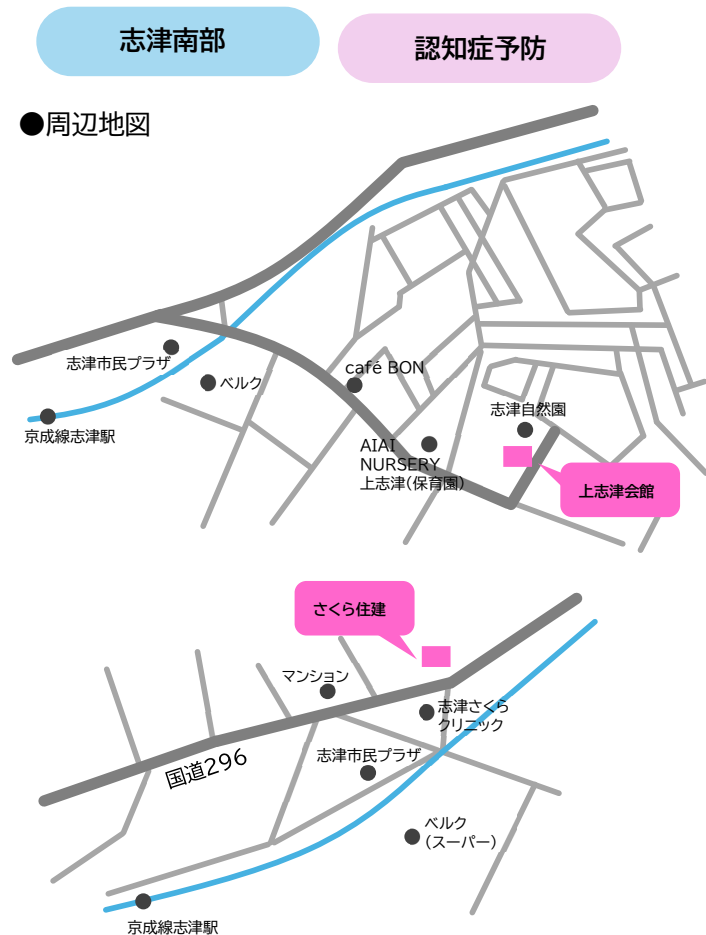 志津南部
認知症予防
●周辺地図
志津市民プラザ
ベルク
café BON
京成線志津駅
志津自然園
AIAI
NURSERY
上志津(保育園)
上志津会館
さくら住建
マンション
志津さくら
クリニック
志津市民プラザ
国道296
ベルク
(スーパー)
京成線志津駅